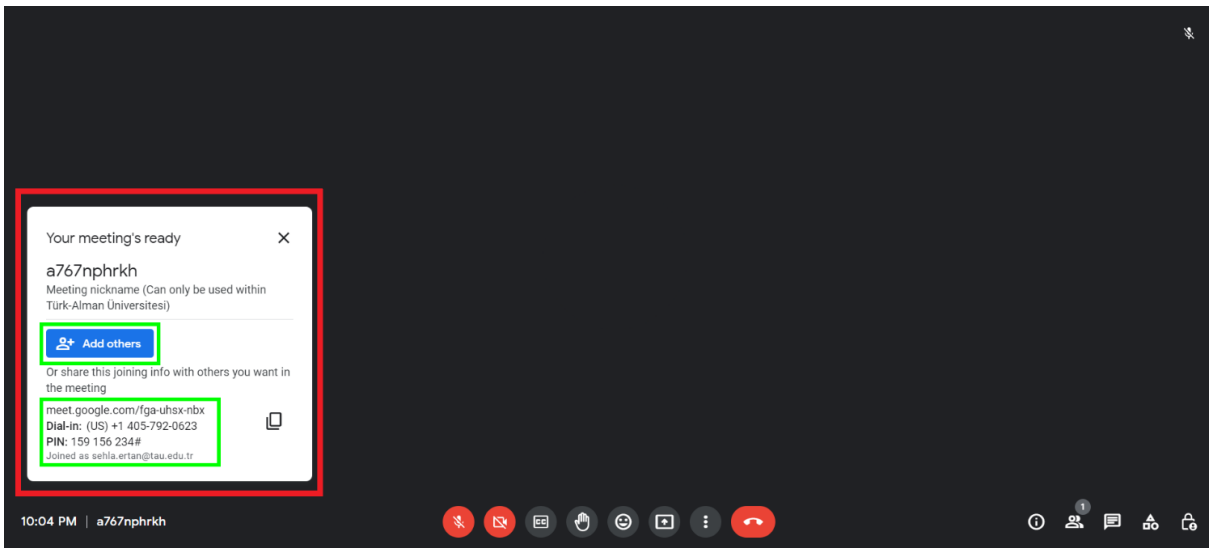 Your meeting's ready
a767nphrkh
Meeting nickname (Can only be used within
Türk-Alman Üniversitesi)
Add others
Or share this joining info with others you want in
the meeting
meet.google.com/fga-uhsx-nbx
Dial-in: (US) +1 405-792-0623
PIN: 159 156 234#
Joined as sehla.ertan@tau.edu.tr
10:04 PM | a767nphrkh
CC
1